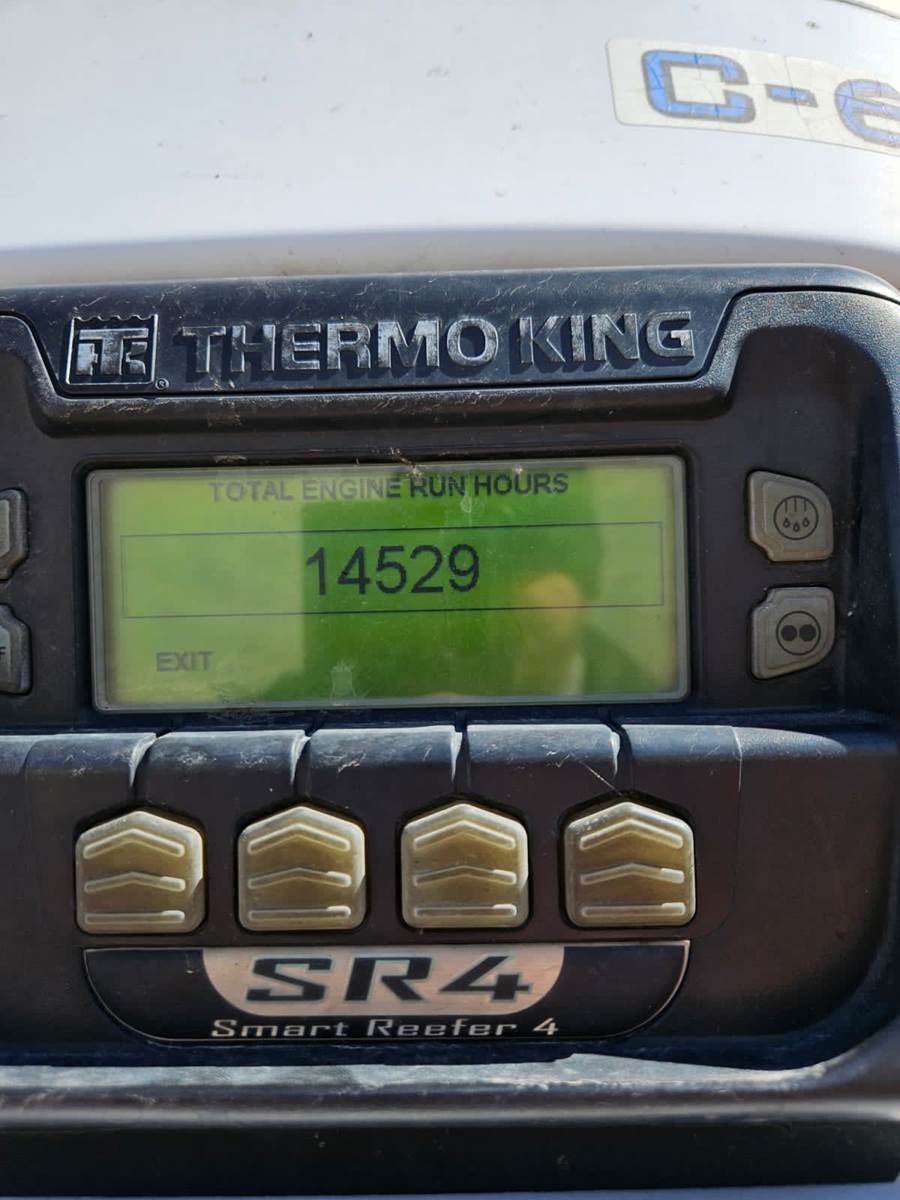 C-6
THERMO KING
TOTAL ENGINE RUN HOURS
14529
EXIT
SR4
Smart Reefer 4